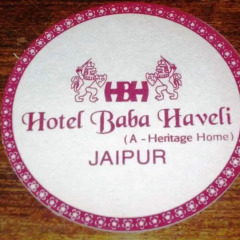 HBH
Hotel Baba Haveli
(A - Heritage Home)
JAIPUR